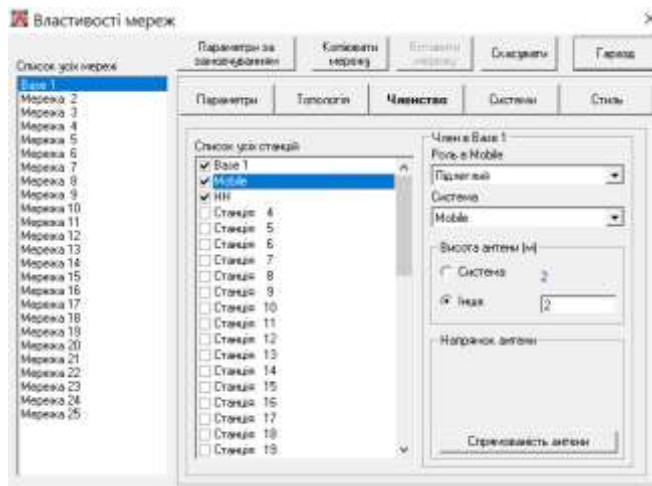 Властивості мереж
Параметри за замовчуванням
Копіювати мережу
Вставити мережу
Скасувати
Гаразд
Список усіх мереж
Base 1
Мережа 2
Мережа 3
Мережа 4
Мережа 5
Мережа 6
Мережа 7
Мережа 8
Мережа 9
Мережа 10
Мережа 11
Мережа 12
Мережа 13
Мережа 14
Мережа 15
Мережа 16
Мережа 17
Мережа 18
Мережа 19
Мережа 20
Мережа 21
Мережа 22
Мережа 23
Мережа 24
Мережа 25
Параметри
Топологія
Членство
Системи
Стиль
Список усіх станцій
Base 1
Mobile
HH
Станція 4
Станція 5
Станція 6
Станція 7
Станція 8
Станція 9
Станція 10
Станція 11
Станція 12
Станція 13
Станція 14
Станція 15
Станція 16
Станція 17
Станція 18
Станція 19
Член в Base 1
Роль в Mobile
Підлеглий
Система
Mobile
Висота антени (м)
Система 2
Інша 2
Напрямок антени
Спрямованість антени